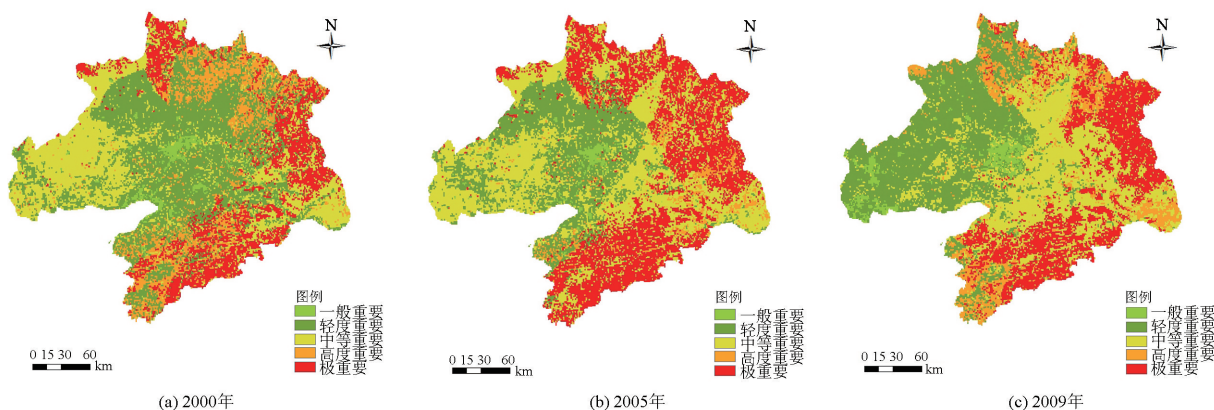 N
图例
一般重要
轻度重要
中等重要
高度重要
极重要
0 15 30 60
km
(a) 2000年
N
图例
一般重要
轻度重要
中等重要
高度重要
极重要
0 15 30 60
km
(b) 2005年
N
图例
一般重要
轻度重要
中等重要
高度重要
极重要
0 15 30 60
km
(c) 2009年